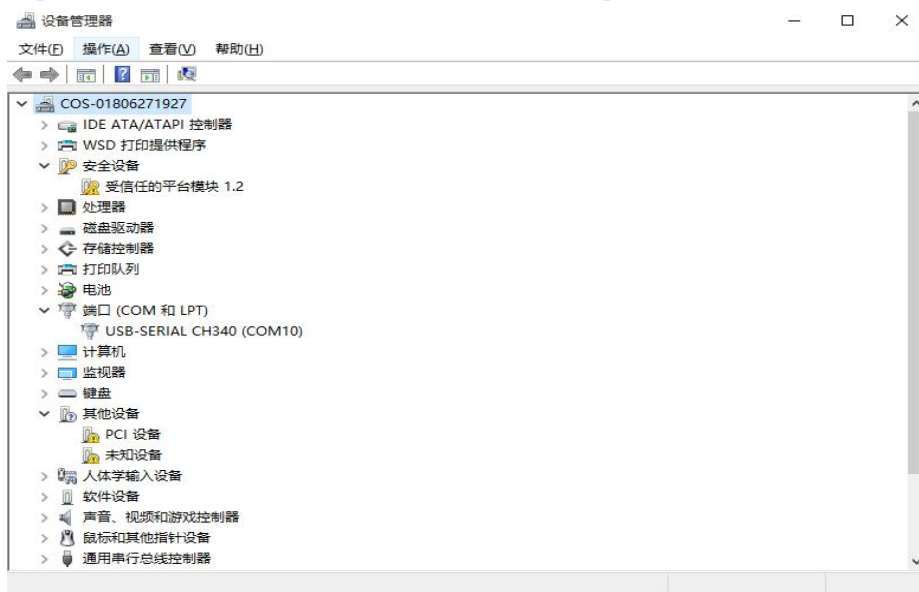 设备管理器
文件(F) 操作(A) 查看(V) 帮助(H)
COS-01806271927
IDE ATA/ATAPI 控制器
WSD 打印提供程序
安全设备
受信任的平台模块 1.2
处理器
磁盘驱动器
存储控制器
打印队列
电池
端口 (COM 和 LPT)
USB-SERIAL CH340 (COM10)
计算机
监视器
键盘
其他设备
PCI 设备
未知设备
人体学输入设备
软件设备
声音、视频和游戏控制器
鼠标和其他指针设备
通用串行总线控制器